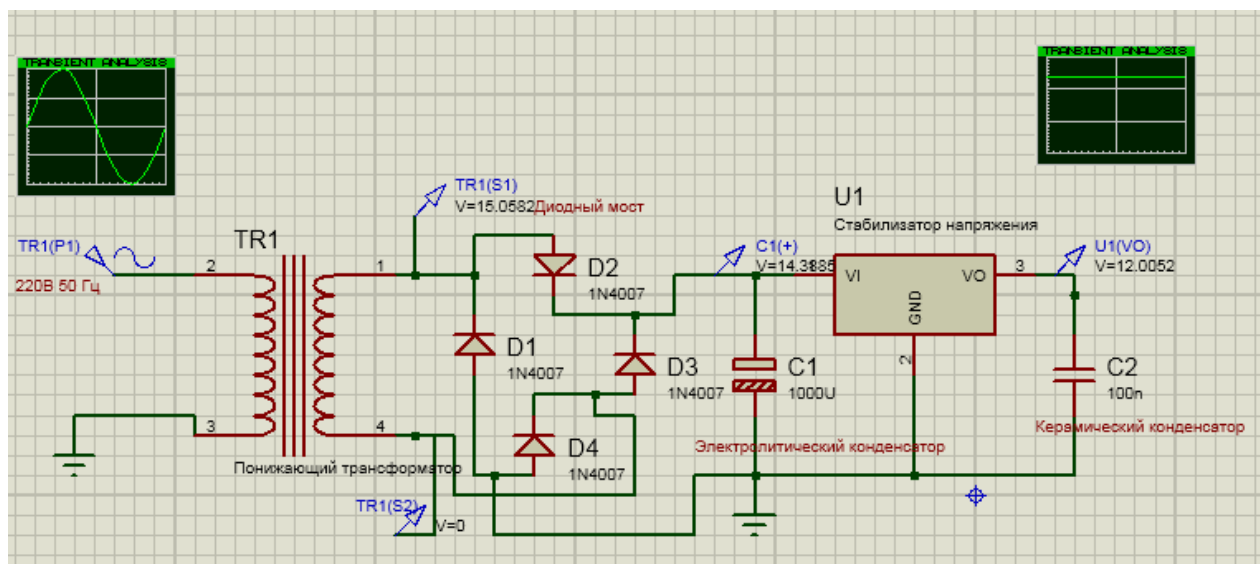 TRANSIENT ANALYSIS
TRANSIENT ANALYSIS
TR1(S1)
V=15.0582
Диодный мост
U1
Стабилизатор напряжения
TR1(P1)
220В 50 Гц
TR1
2
1
3
4
Понижающий трансформатор
TR1(S2)
V=0
D2
1N4007
D1
1N4007
D3
1N4007
D4
1N4007
C1(+)
V=14.3885
VI
VO
GND
3
2
U1(VO)
V=12.0052
C1
1000U
Электролитический конденсатор
C2
100n
Керамический конденсатор